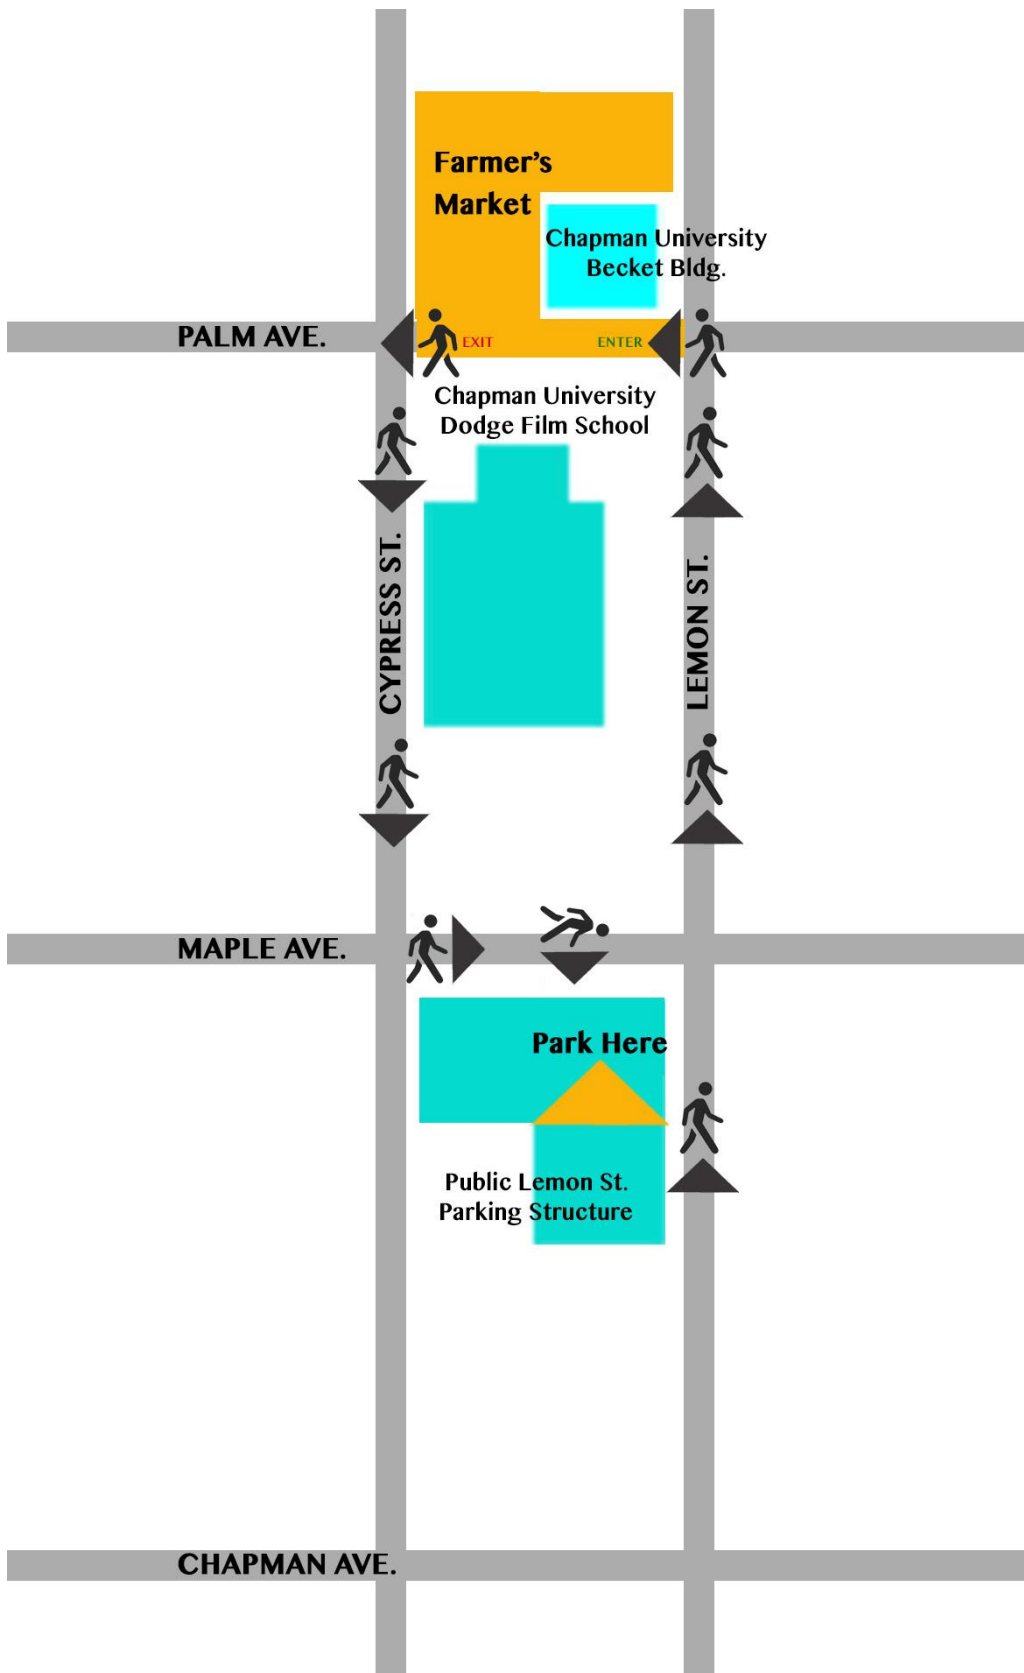 Farmer's
Market
Chapman University
Becket Bldg.
PALM AVE.
EXIT
ENTER
Chapman University
Dodge Film School
CYPRESS ST.
LEMON ST.
MAPLE AVE.
Park Here
Public Lemon St.
Parking Structure
CHAPMAN AVE.